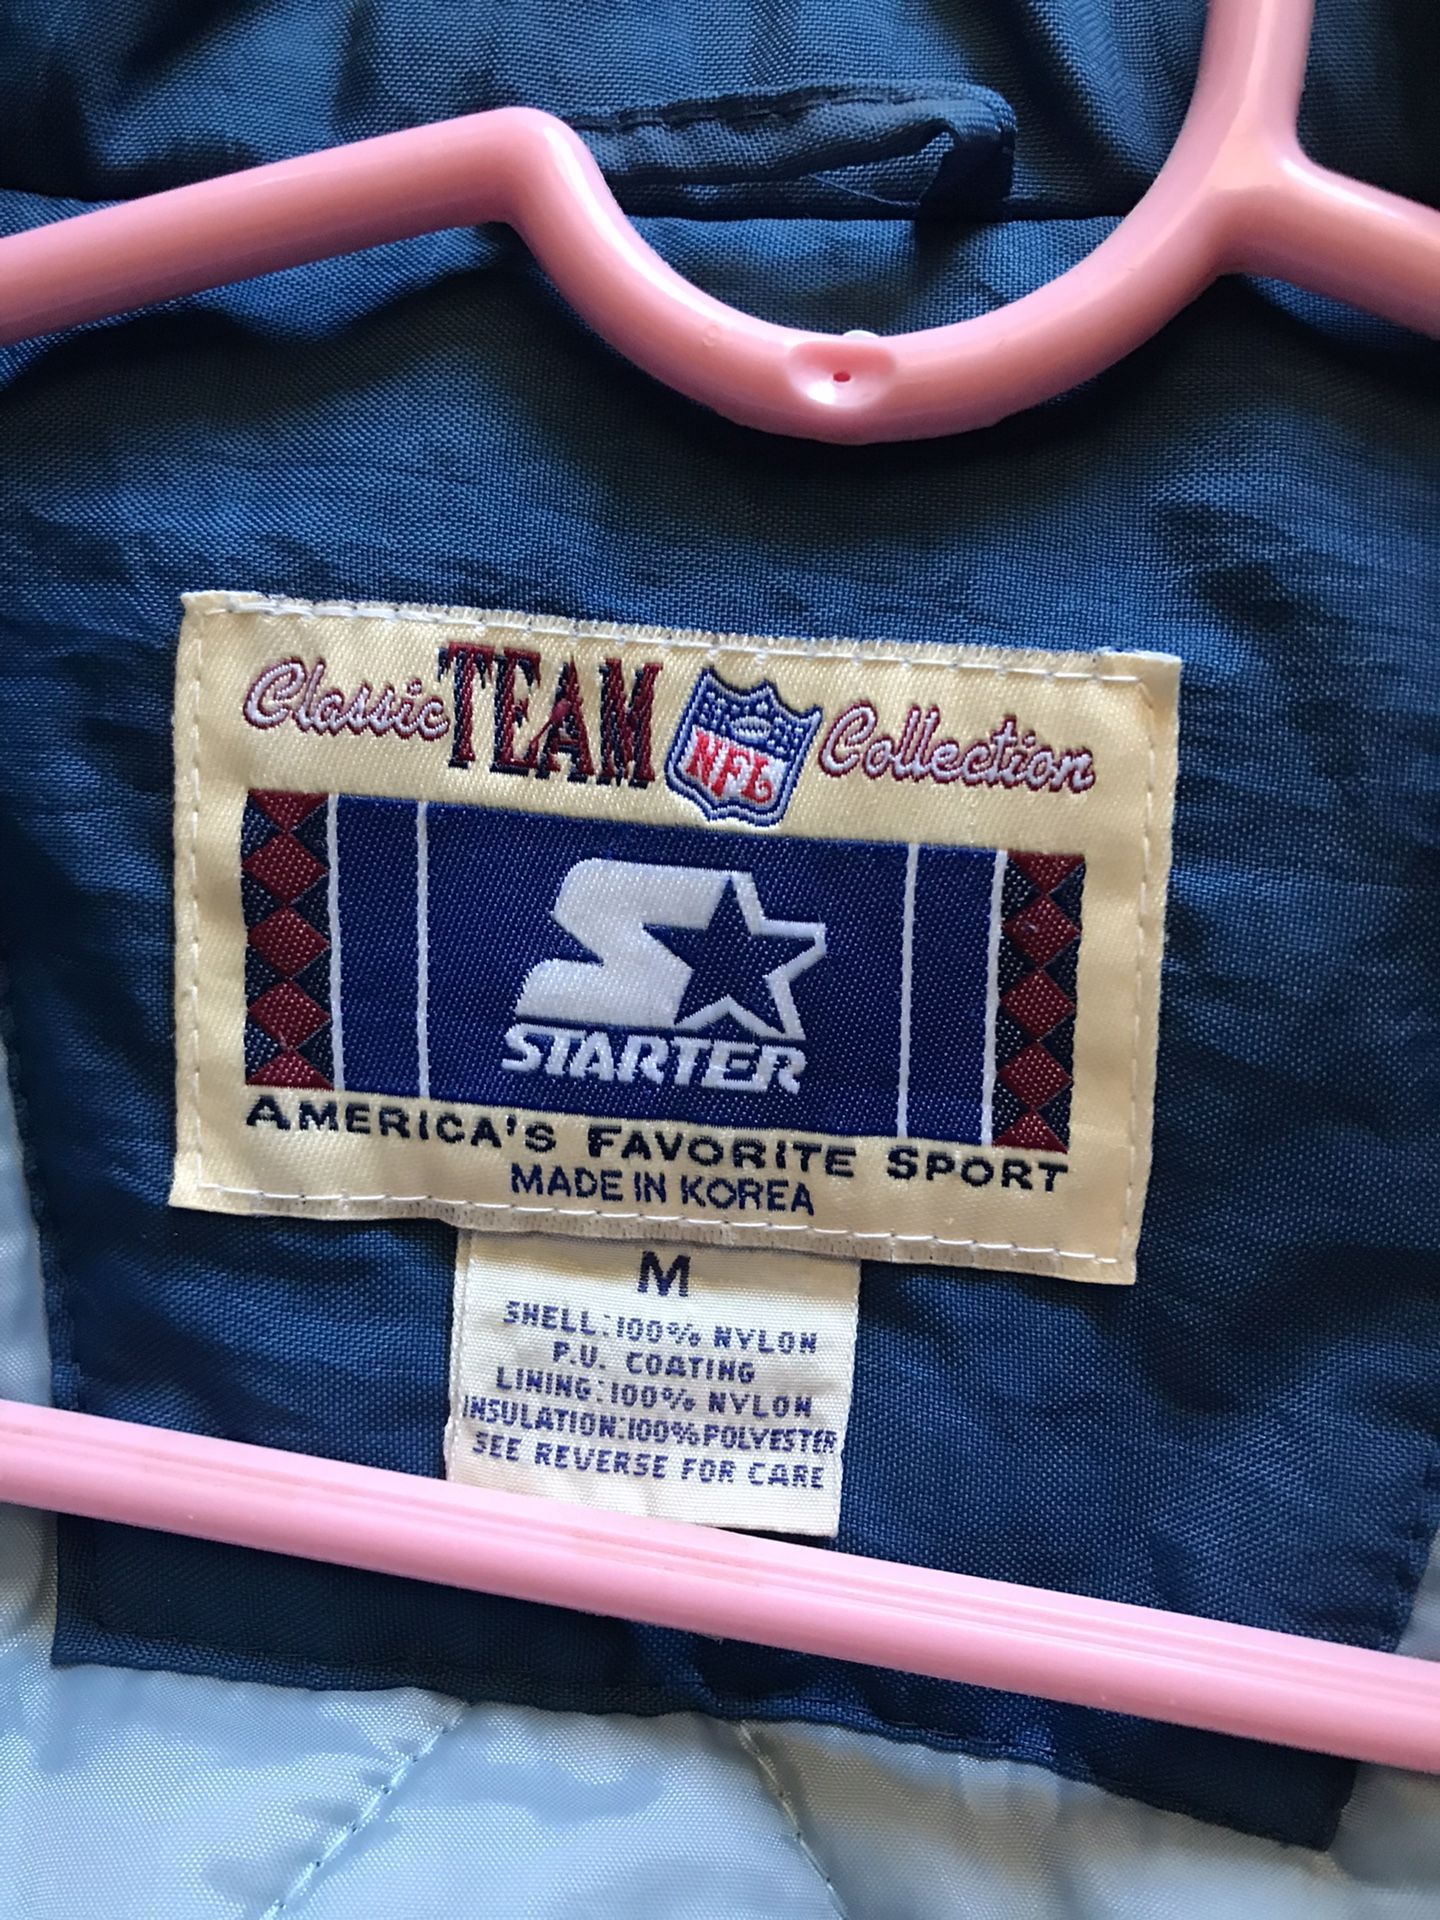 Classic TEAM NFL Collection
STARTER
AMERICA'S FAVORITE SPORT
MADE IN KOREA
M
SHELL:100% NYLON
P.U. COATING
LINING:100% NYLON
INSULATION:100% POLYESTER
SEE REVERSE FOR CARE